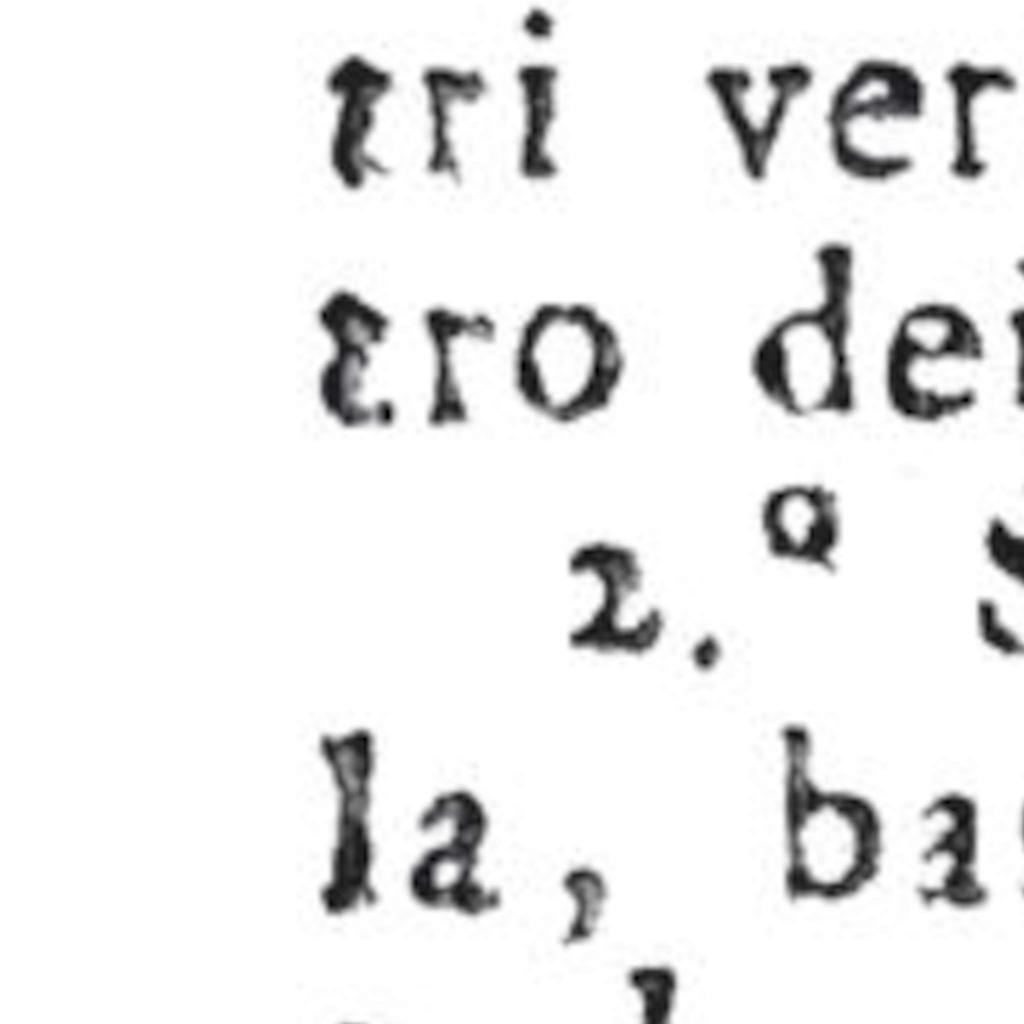 tri ver
tro de
2.º
la, ba